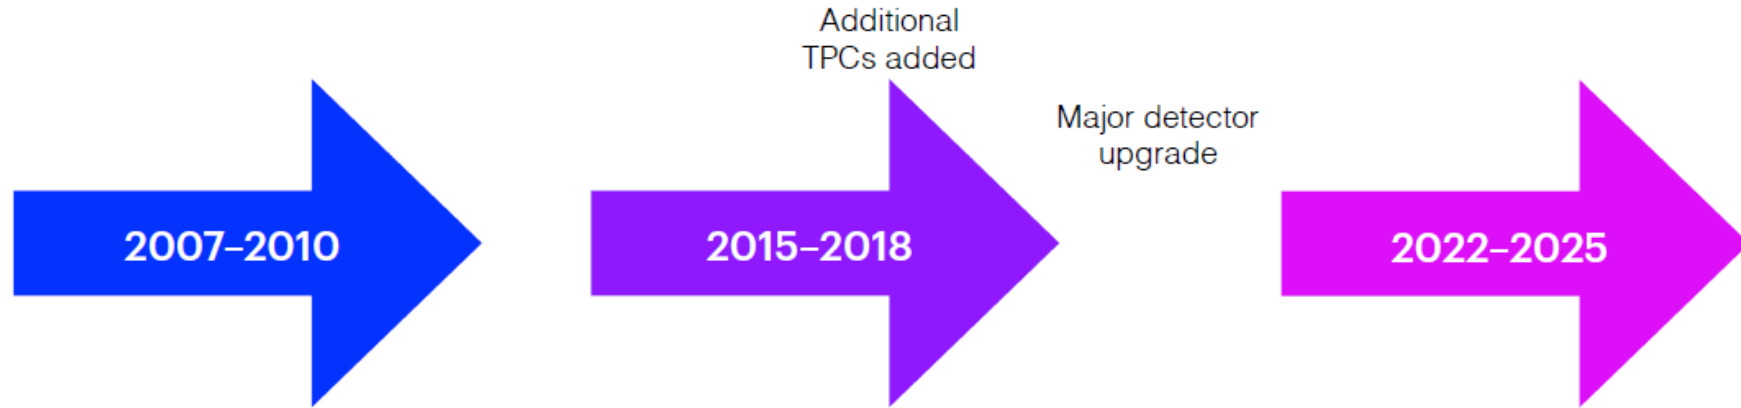 Additional
TPCs added
Major detector
upgrade
2007–2010
2015–2018
2022–2025